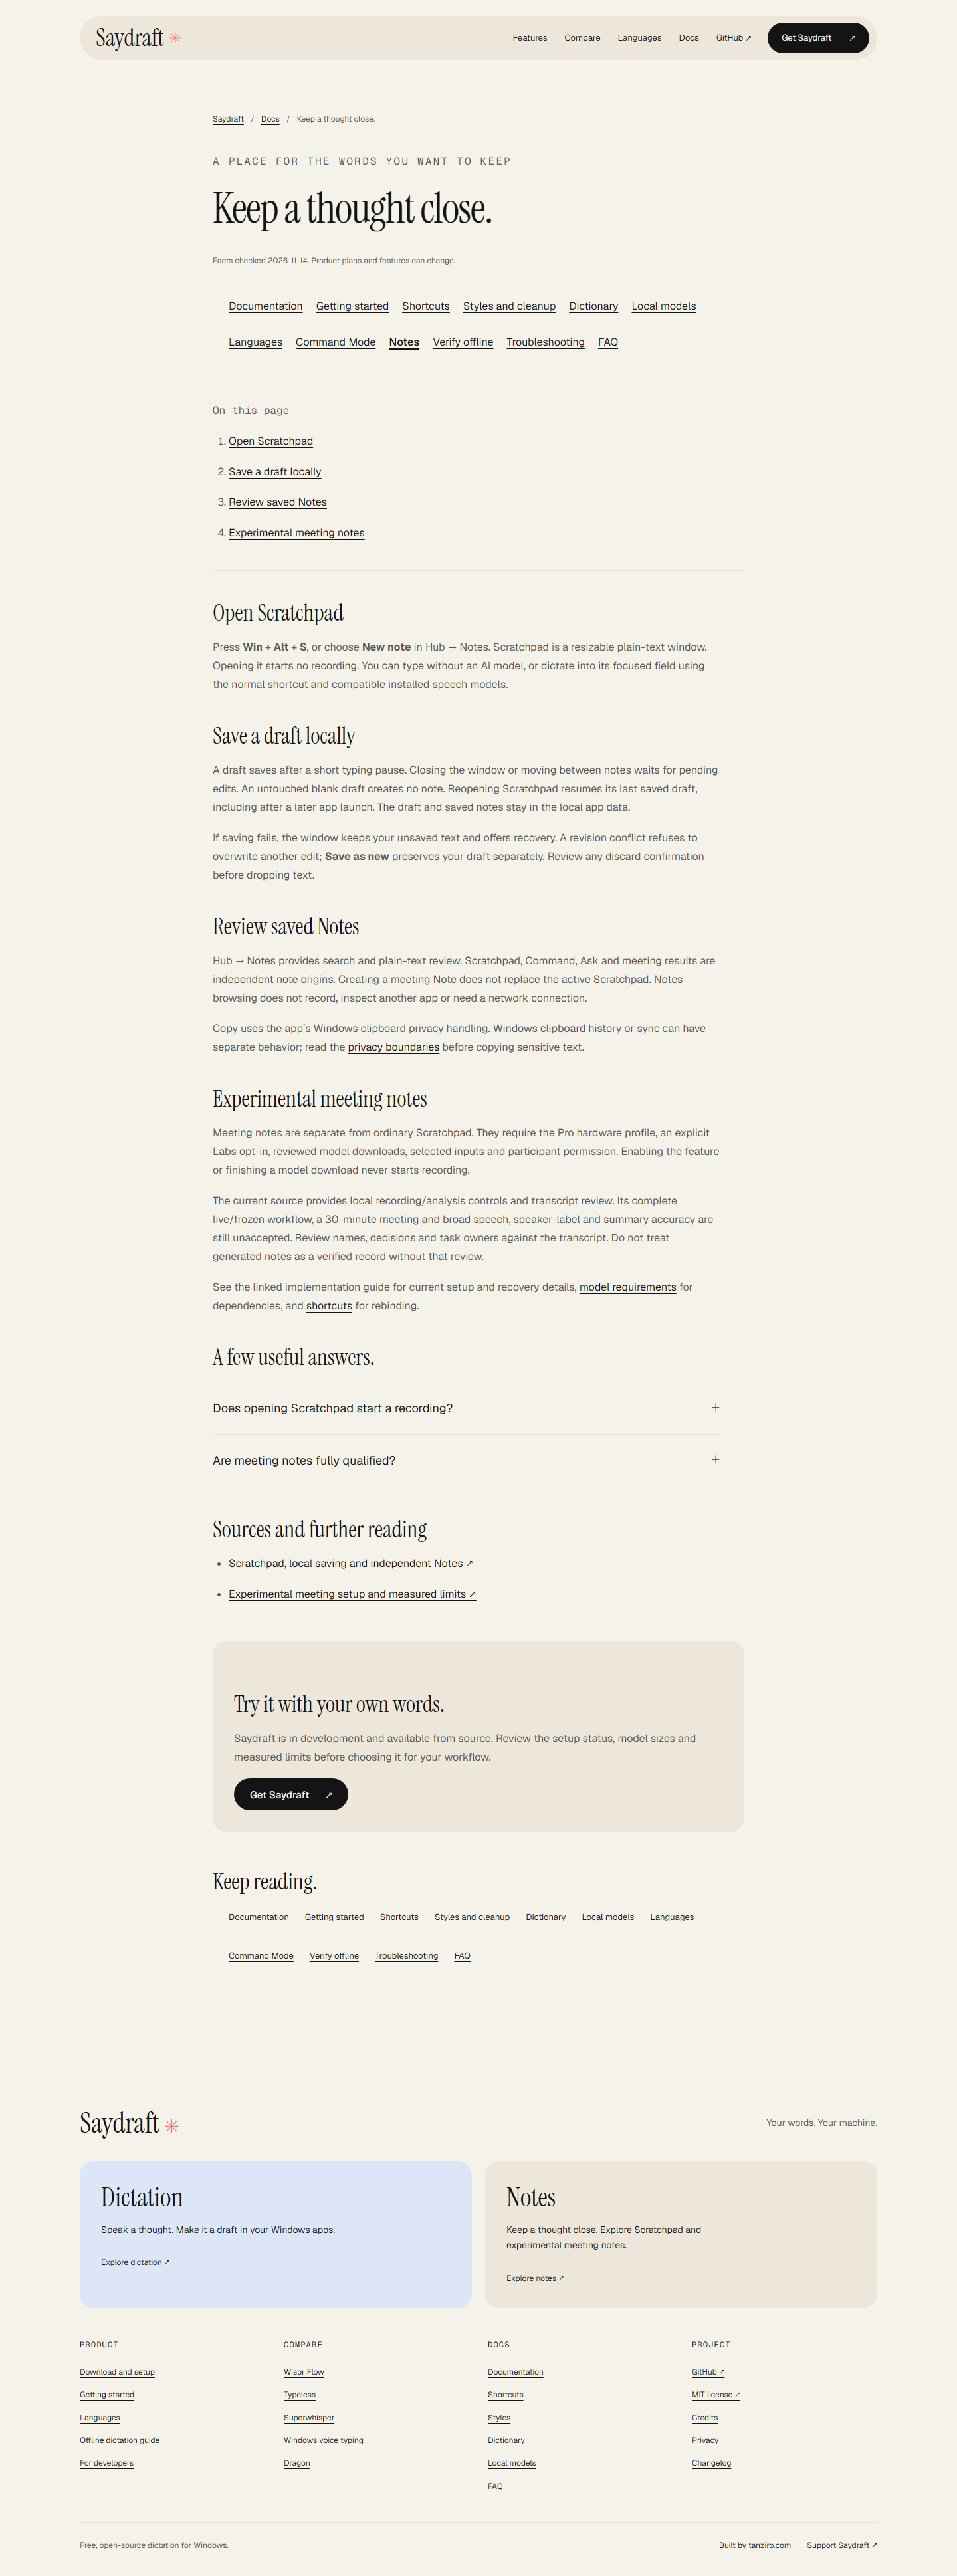 Saydraft ✳
Features Compare Languages Docs GitHub ↗ Get Saydraft ↗
Saydraft / Docs / Keep a thought close.
A PLACE FOR THE WORDS YOU WANT TO KEEP
Keep a thought close.
Facts checked 2026-11-14. Product plans and features can change.
Documentation Getting started Shortcuts Styles and cleanup Dictionary Local models
Languages Command Mode Notes Verify offline Troubleshooting FAQ
On this page
1. Open Scratchpad
2. Save a draft locally
3. Review saved Notes
4. Experimental meeting notes
Open Scratchpad
Press Win + Alt + S, or choose New note in Hub → Notes. Scratchpad is a resizable plain-text window.
Opening it starts no recording. You can type without an AI model, or dictate into its focused field using
the normal shortcut and compatible installed speech models.
Save a draft locally
A draft saves after a short typing pause. Closing the window or moving between notes waits for pending
edits. An untouched blank draft creates no note. Reopening Scratchpad resumes its last saved draft,
including after a later app launch. The draft and saved notes stay in the local app data.
If saving fails, the window keeps your unsaved text and offers recovery. A revision conflict refuses to
overwrite another edit; Save as new preserves your draft separately. Review any discard confirmation
before dropping text.
Review saved Notes
Hub → Notes provides search and plain-text review. Scratchpad, Command, Ask and meeting results are
independent note origins. Creating a meeting Note does not replace the active Scratchpad. Notes
browsing does not record, inspect another app or need a network connection.
Copy uses the app's Windows clipboard privacy handling. Windows clipboard history or sync can have
separate behavior; read the privacy boundaries before copying sensitive text.
Experimental meeting notes
Meeting notes are separate from ordinary Scratchpad. They require the Pro hardware profile, an explicit
Labs opt-in, reviewed model downloads, selected inputs and participant permission. Enabling the feature
or finishing a model download never starts recording.
The current source provides local recording/analysis controls and transcript review. Its complete
live/frozen workflow, a 30-minute meeting and broad speech, speaker-label and summary accuracy are
still unaccepted. Review names, decisions and task owners against the transcript. Do not treat
generated notes as a verified record without that review.
See the linked implementation guide for current setup and recovery details, model requirements for
dependencies, and shortcuts for rebinding.
A few useful answers.
Does opening Scratchpad start a recording? +
Are meeting notes fully qualified? +
Sources and further reading
• Scratchpad, local saving and independent Notes ↗
• Experimental meeting setup and measured limits ↗
Try it with your own words.
Saydraft is in development and available from source. Review the setup status, model sizes and
measured limits before choosing it for your workflow.
Get Saydraft ↗
Keep reading.
Documentation Getting started Shortcuts Styles and cleanup Dictionary Local models Languages
Command Mode Verify offline Troubleshooting FAQ
Saydraft ✳
Your words. Your machine.
Dictation
Speak a thought. Make it a draft in your Windows apps.
Explore dictation ↗
Notes
Keep a thought close. Explore Scratchpad and
experimental meeting notes.
Explore notes ↗
PRODUCT
Download and setup
Getting started
Languages
Offline dictation guide
For developers
COMPARE
Wispr Flow
Typeless
Superwhisper
Windows voice typing
Dragon
DOCS
Documentation
Shortcuts
Styles
Dictionary
Local models
FAQ
PROJECT
GitHub ↗
MIT license ↗
Credits
Privacy
Changelog
Free, open-source dictation for Windows.
Built by tanziro.com Support Saydraft ↗